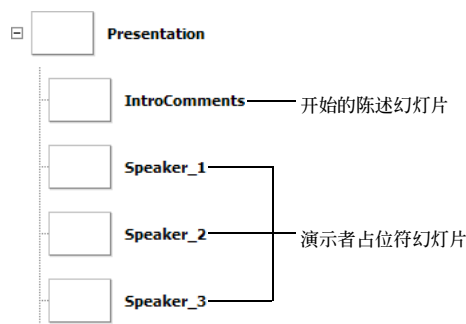 Presentation
IntroComments
开始的陈述幻灯片
Speaker_1
Speaker_2
演示者占位符幻灯片
Speaker_3